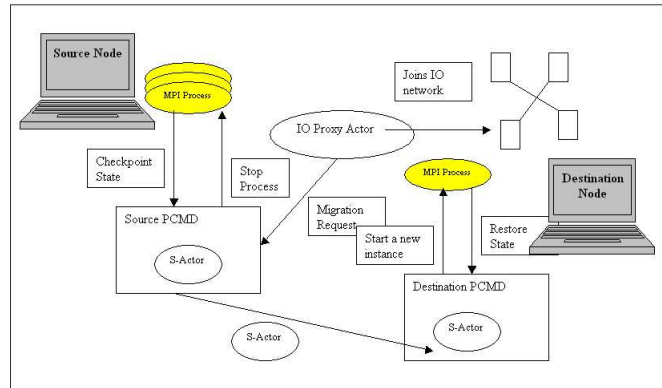 Source Node
MPI Process
Joins IO
network
IO Proxy Actor
Checkpoint
State
Stop
Process
MPI Process
Destination
Node
Source PCMD
Migration
Request
Start a new
instance
Restore
State
S-Actor
Destination PCMD
S-Actor
S-Actor